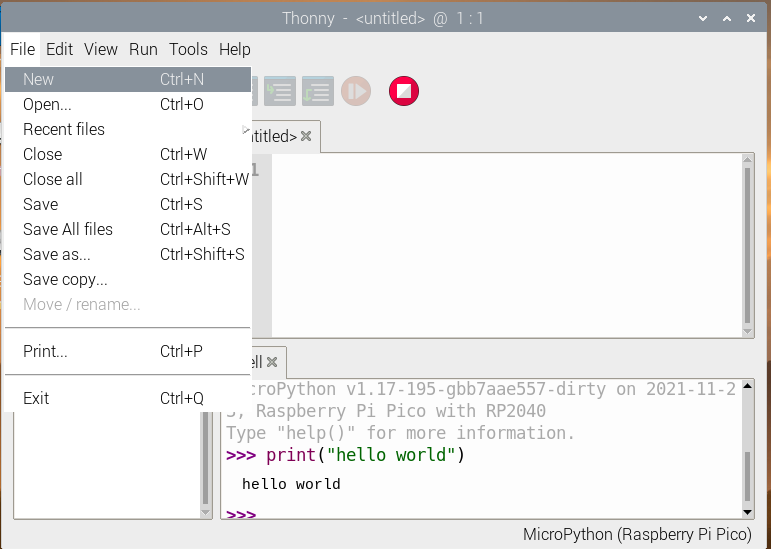 Thonny - <untitled> @ 1 : 1
File Edit View Run Tools Help
New Ctrl+N
Open... Ctrl+O
Recent files
Close Ctrl+W
Close all Ctrl+Shift+W
Save Ctrl+S
Save All files Ctrl+Alt+S
Save as... Ctrl+Shift+S
Save copy...
Move / rename...
Print... Ctrl+P
Exit Ctrl+Q
ntitled>
1
ell
croPython v1.17-195-gbb7aae557-dirty on 2021-11-2
, Raspberry Pi Pico with RP2040
Type "help()" for more information.
>>> print("hello world")
hello world
>>>
MicroPython (Raspberry Pi Pico)